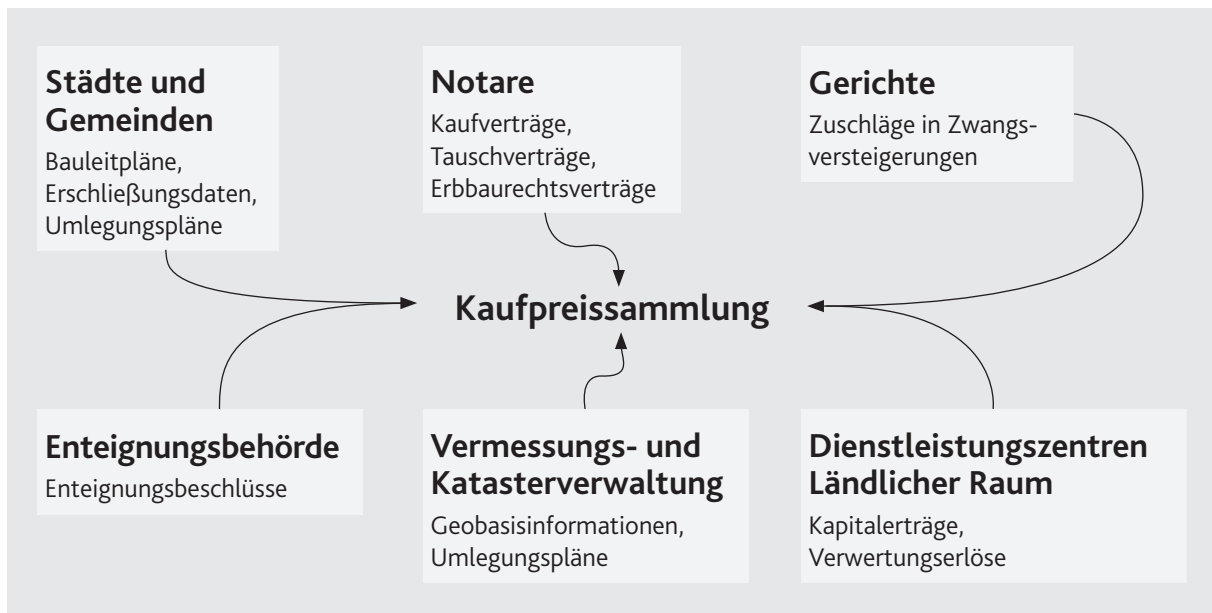 Städte und
Gemeinden
Bauleitpläne,
Erschließungsdaten,
Umlegungspläne
Notare
Kaufverträge,
Tauschverträge,
Erbbaurechtsverträge
Gerichte
Zuschläge in Zwangs-
versteigerungen
Kaufpreissammlung
Enteignungsbehörde
Enteignungsbeschlüsse
Vermessungs- und
Katasterverwaltung
Geobasisinformationen,
Umlegungspläne
Dienstleistungszentren
Ländlicher Raum
Kapitalerträge,
Verwertungserlöse